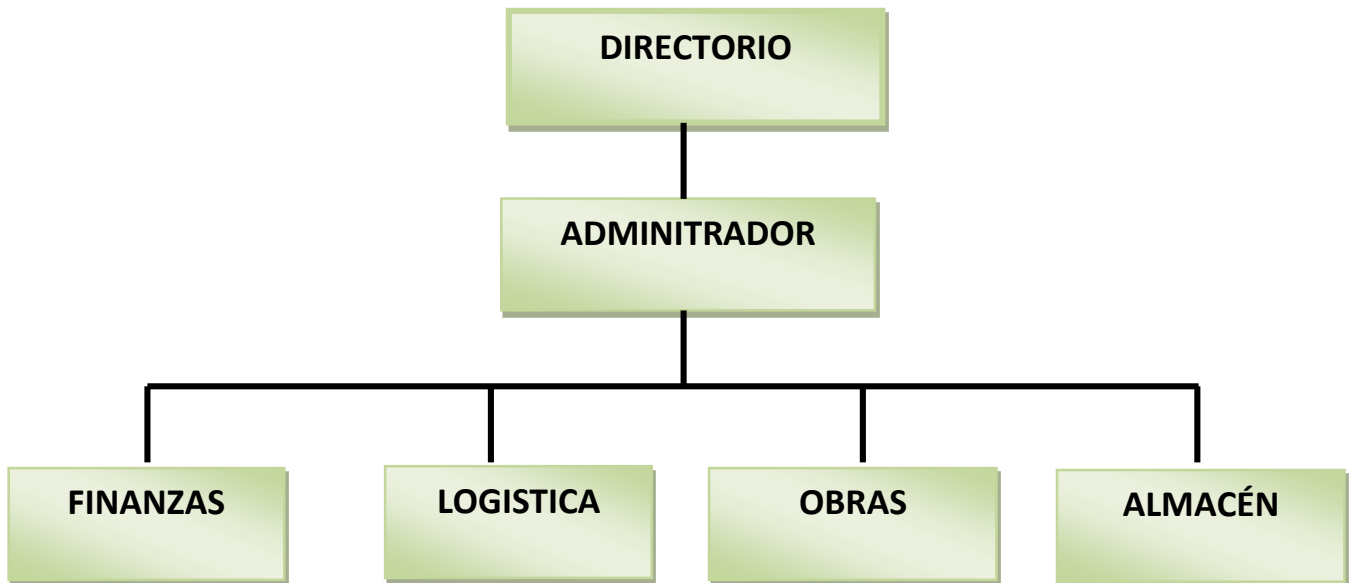 DIRECTORIO
ADMINITRADOR
FINANZAS
LOGISTICA
OBRAS
ALMACÉN